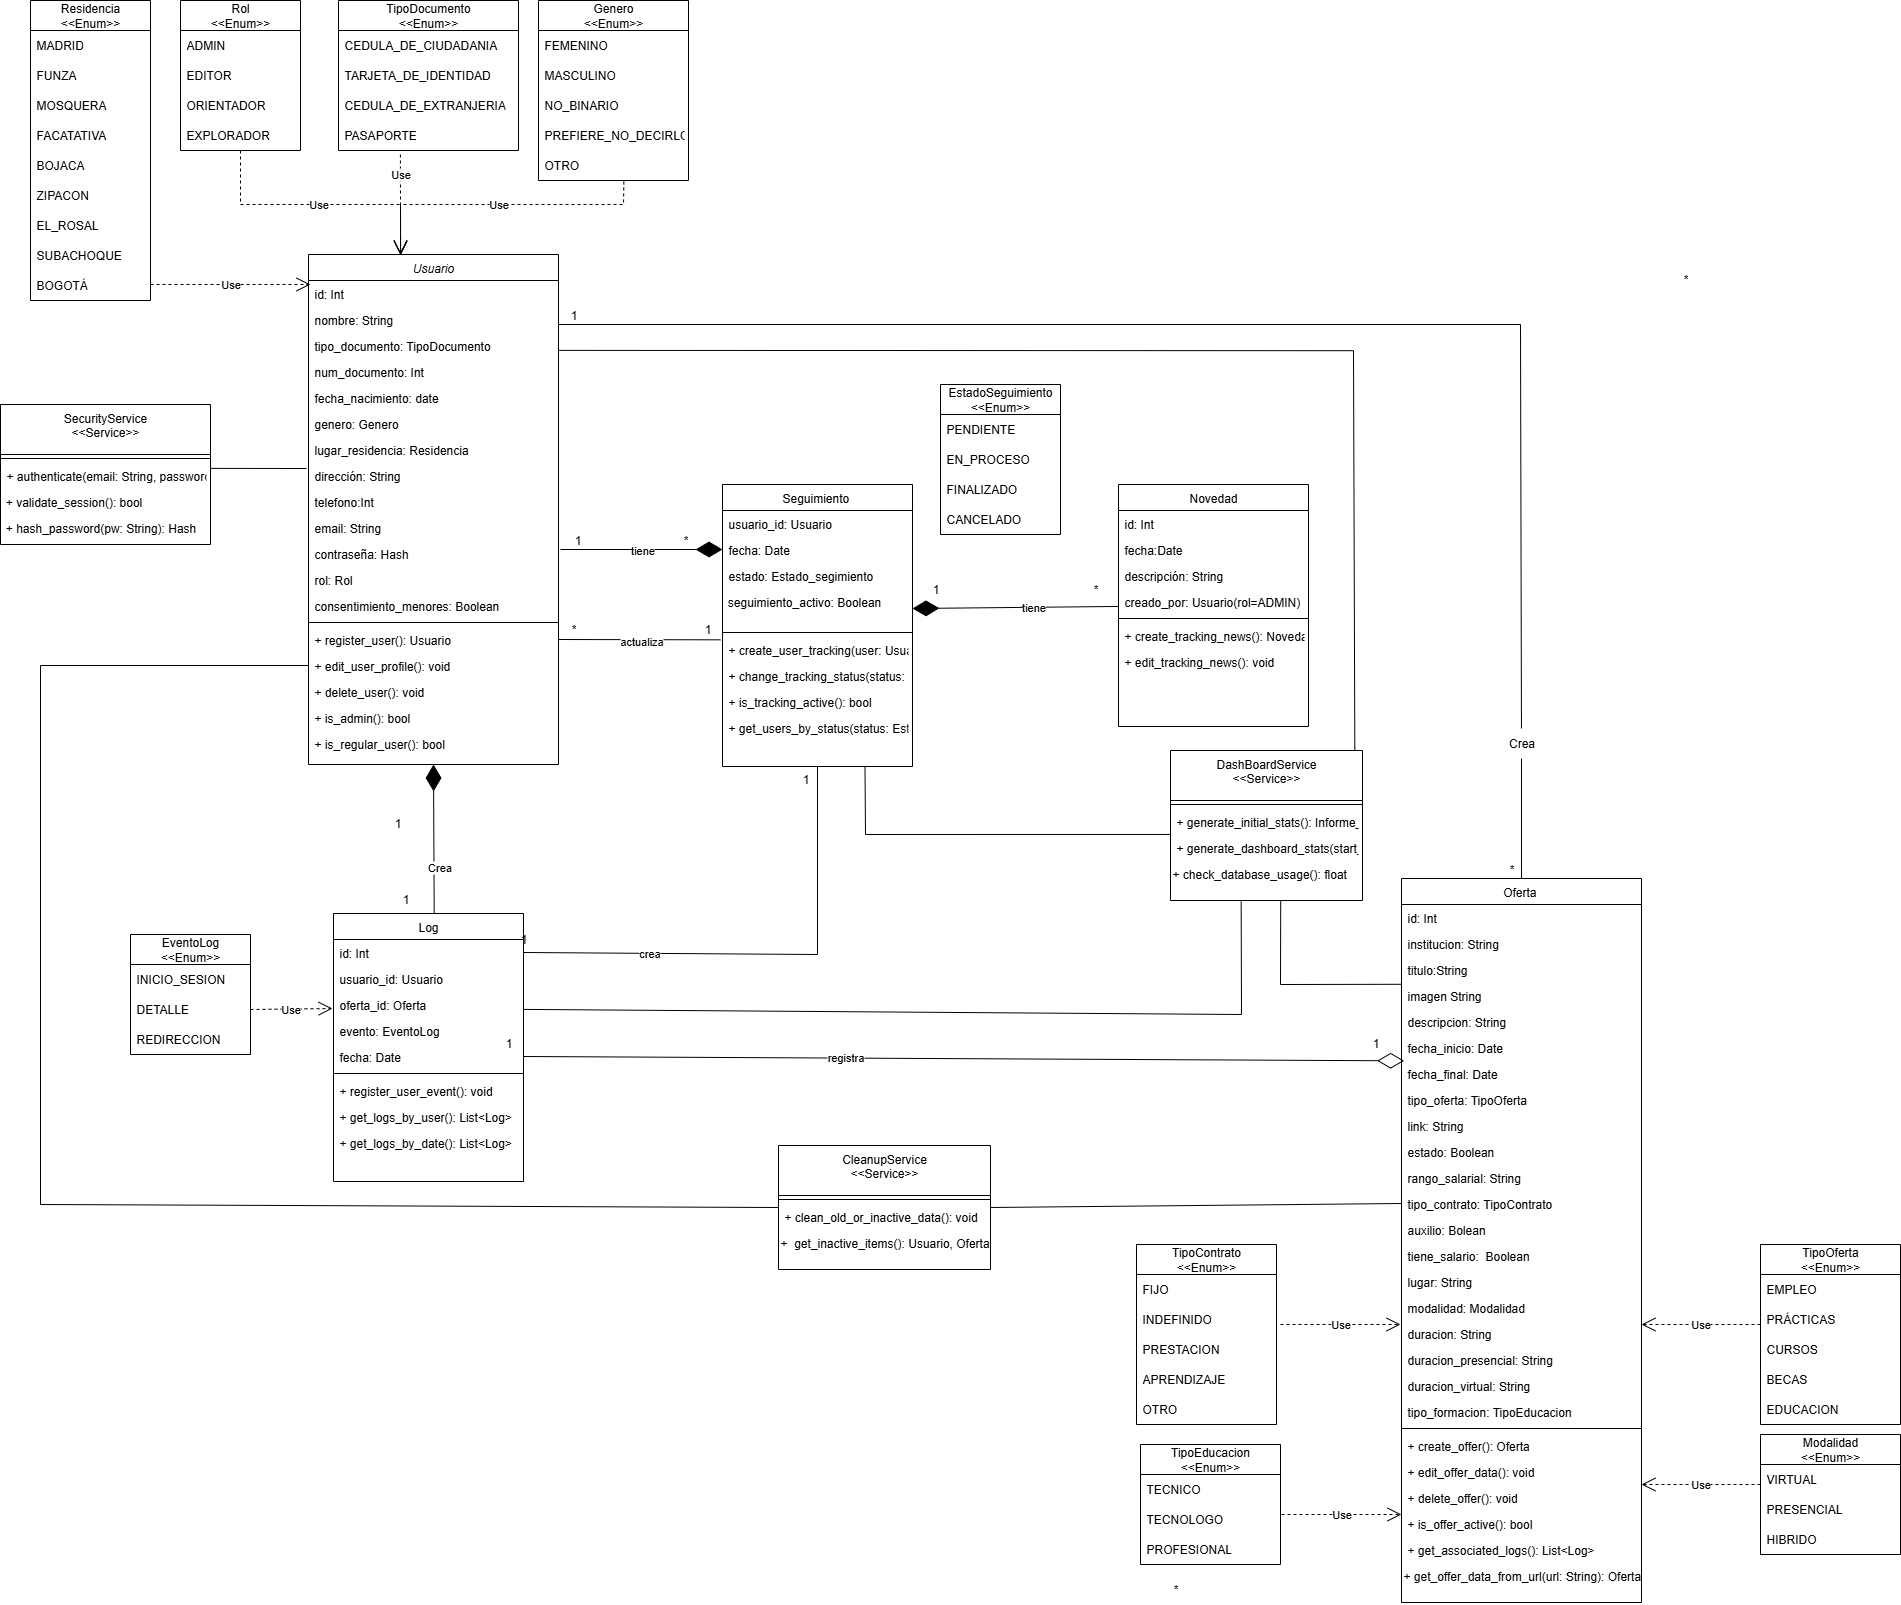 Residencia
<<Enum>>
MADRID
FUNZA
MOSQUERA
FACATATIVA
BOJACA
ZIPACON
EL_ROSAL
SUBACHOQUE
BOGOTÁ
Rol
<<Enum>>
ADMIN
EDITOR
ORIENTADOR
EXPLORADOR
TipoDocumento
<<Enum>>
CEDULA_DE_CIUDADANIA
TARJETA_DE_IDENTIDAD
CEDULA_DE_EXTRANJERIA
PASAPORTE
Genero
<<Enum>>
FEMENINO
MASCULINO
NO_BINARIO
PREFIERE_NO_DECIRLO
OTRO
Use
Use
Use
Use
Usuario
id: Int
nombre: String
tipo_documento: TipoDocumento
num_documento: Int
fecha_nacimiento: date
genero: Genero
lugar_residencia: Residencia
dirección: String
telefono:Int
email: String
contraseña: Hash
rol: Rol
consentimiento_menores: Boolean
+ register_user(): Usuario
+ edit_user_profile(): void
+ delete_user(): void
+ is_admin(): bool
+ is_regular_user(): bool
SecurityService
<<Service>>
+ authenticate(email: String, password
+ validate_session(): bool
+ hash_password(pw: String): Hash
1
*
1
tiene
*
*
actualiza
1
Seguimiento
usuario_id: Usuario
fecha: Date
estado: Estado_segimiento
seguimiento_activo: Boolean
+ create_user_tracking(user: Usua
+ change_tracking_status(status:
+ is_tracking_active(): bool
+ get_users_by_status(status: Est
EstadoSeguimiento
<<Enum>>
PENDIENTE
EN_PROCESO
FINALIZADO
CANCELADO
1
tiene
*
Novedad
id: Int
fecha:Date
descripción: String
creado_por: Usuario(rol=ADMIN)
+ create_tracking_news(): Noveda
+ edit_tracking_news(): void
DashBoardService
<<Service>>
+ generate_initial_stats(): Informe_
+ generate_dashboard_stats(start_
+ check_database_usage(): float
Crea
*
1
1
Crea
1
Log
id: Int
usuario_id: Usuario
oferta_id: Oferta
evento: EventoLog
fecha: Date
+ register_user_event(): void
+ get_logs_by_user(): List<Log>
+ get_logs_by_date(): List<Log>
1
crea
EventoLog
<<Enum>>
INICIO_SESION
DETALLE
REDIRECCION
Use
1
registra
1
CleanupService
<<Service>>
+ clean_old_or_inactive_data(): void
+ get_inactive_items(): Usuario, Oferta
Oferta
id: Int
institucion: String
titulo:String
imagen String
descripcion: String
fecha_inicio: Date
fecha_final: Date
tipo_oferta: TipoOferta
link: String
estado: Boolean
rango_salarial: String
tipo_contrato: TipoContrato
auxilio: Bolean
tiene_salario: Boolean
lugar: String
modalidad: Modalidad
duracion: String
duracion_presencial: String
duracion_virtual: String
tipo_formacion: TipoEducacion
+ create_offer(): Oferta
+ edit_offer_data(): void
+ delete_offer(): void
+ is_offer_active(): bool
+ get_associated_logs(): List<Log>
+ get_offer_data_from_url(url: String): Oferta
TipoContrato
<<Enum>>
FIJO
INDEFINIDO
PRESTACION
APRENDIZAJE
OTRO
Use
TipoEducacion
<<Enum>>
TECNICO
TECNOLOGO
PROFESIONAL
Use
*
TipoOferta
<<Enum>>
EMPLEO
PRÁCTICAS
CURSOS
BECAS
EDUCACION
Use
Modalidad
<<Enum>>
VIRTUAL
PRESENCIAL
HIBRIDO
Use